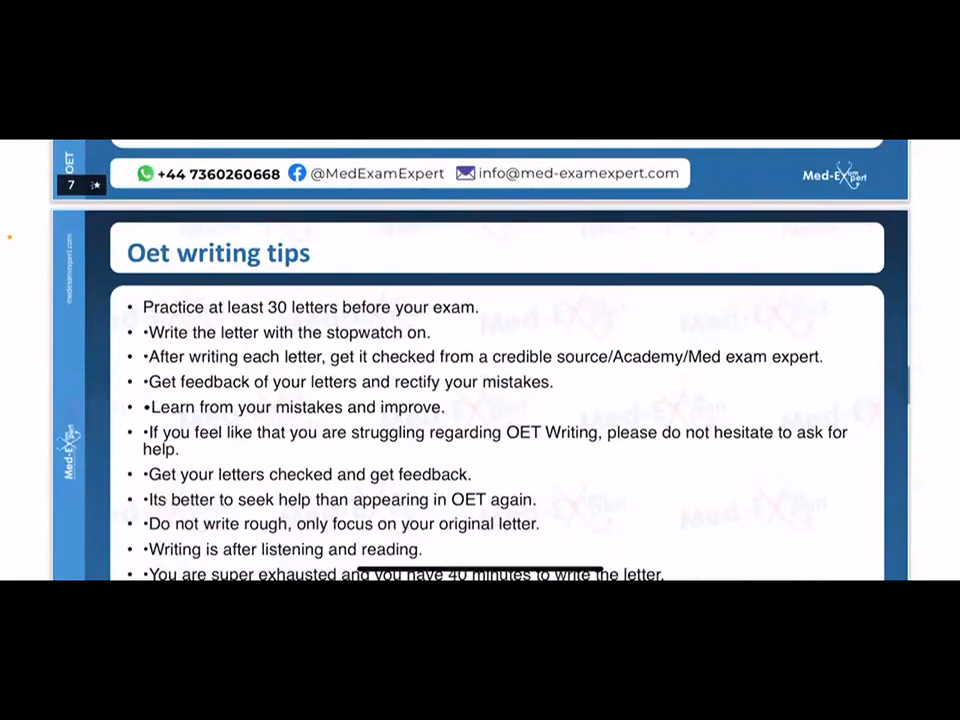 OET
7
+44 7360260668 @MedExamExpert info@med-examexpert.com
Med-Exam Expert
medexamexpert.com
Oet writing tips
• Practice at least 30 letters before your exam.
• •Write the letter with the stopwatch on.
• •After writing each letter, get it checked from a credible source/Academy/Med exam expert.
• •Get feedback of your letters and rectify your mistakes.
• •Learn from your mistakes and improve.
• •If you feel like that you are struggling regarding OET Writing, please do not hesitate to ask for
help.
• •Get your letters checked and get feedback.
• •Its better to seek help than appearing in OET again.
• •Do not write rough, only focus on your original letter.
• •Writing is after listening and reading.
• •You are super exhausted and you have 40 minutes to write the letter.
Med-Exam Expert